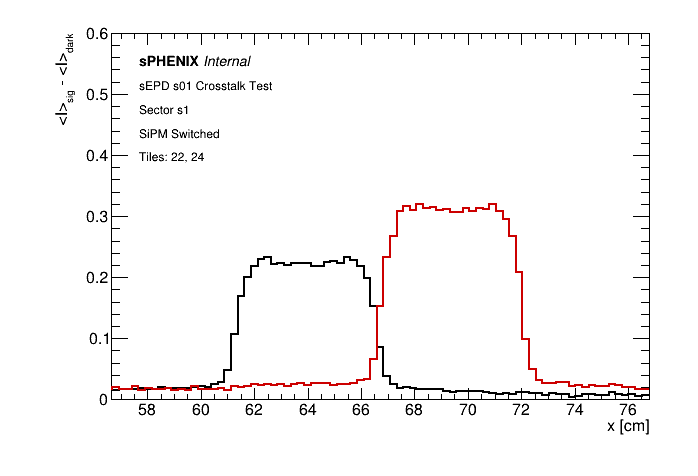 0.6
<I>sig - <I>dark
sPHENIX Internal
sEPD s01 Crosstalk Test
0.5
Sector s1
SiPM Switched
0.4
Tiles: 22, 24
0.3
0.2
0.1
0
58 60 62 64 66 68 70 72 74 76
x [cm]